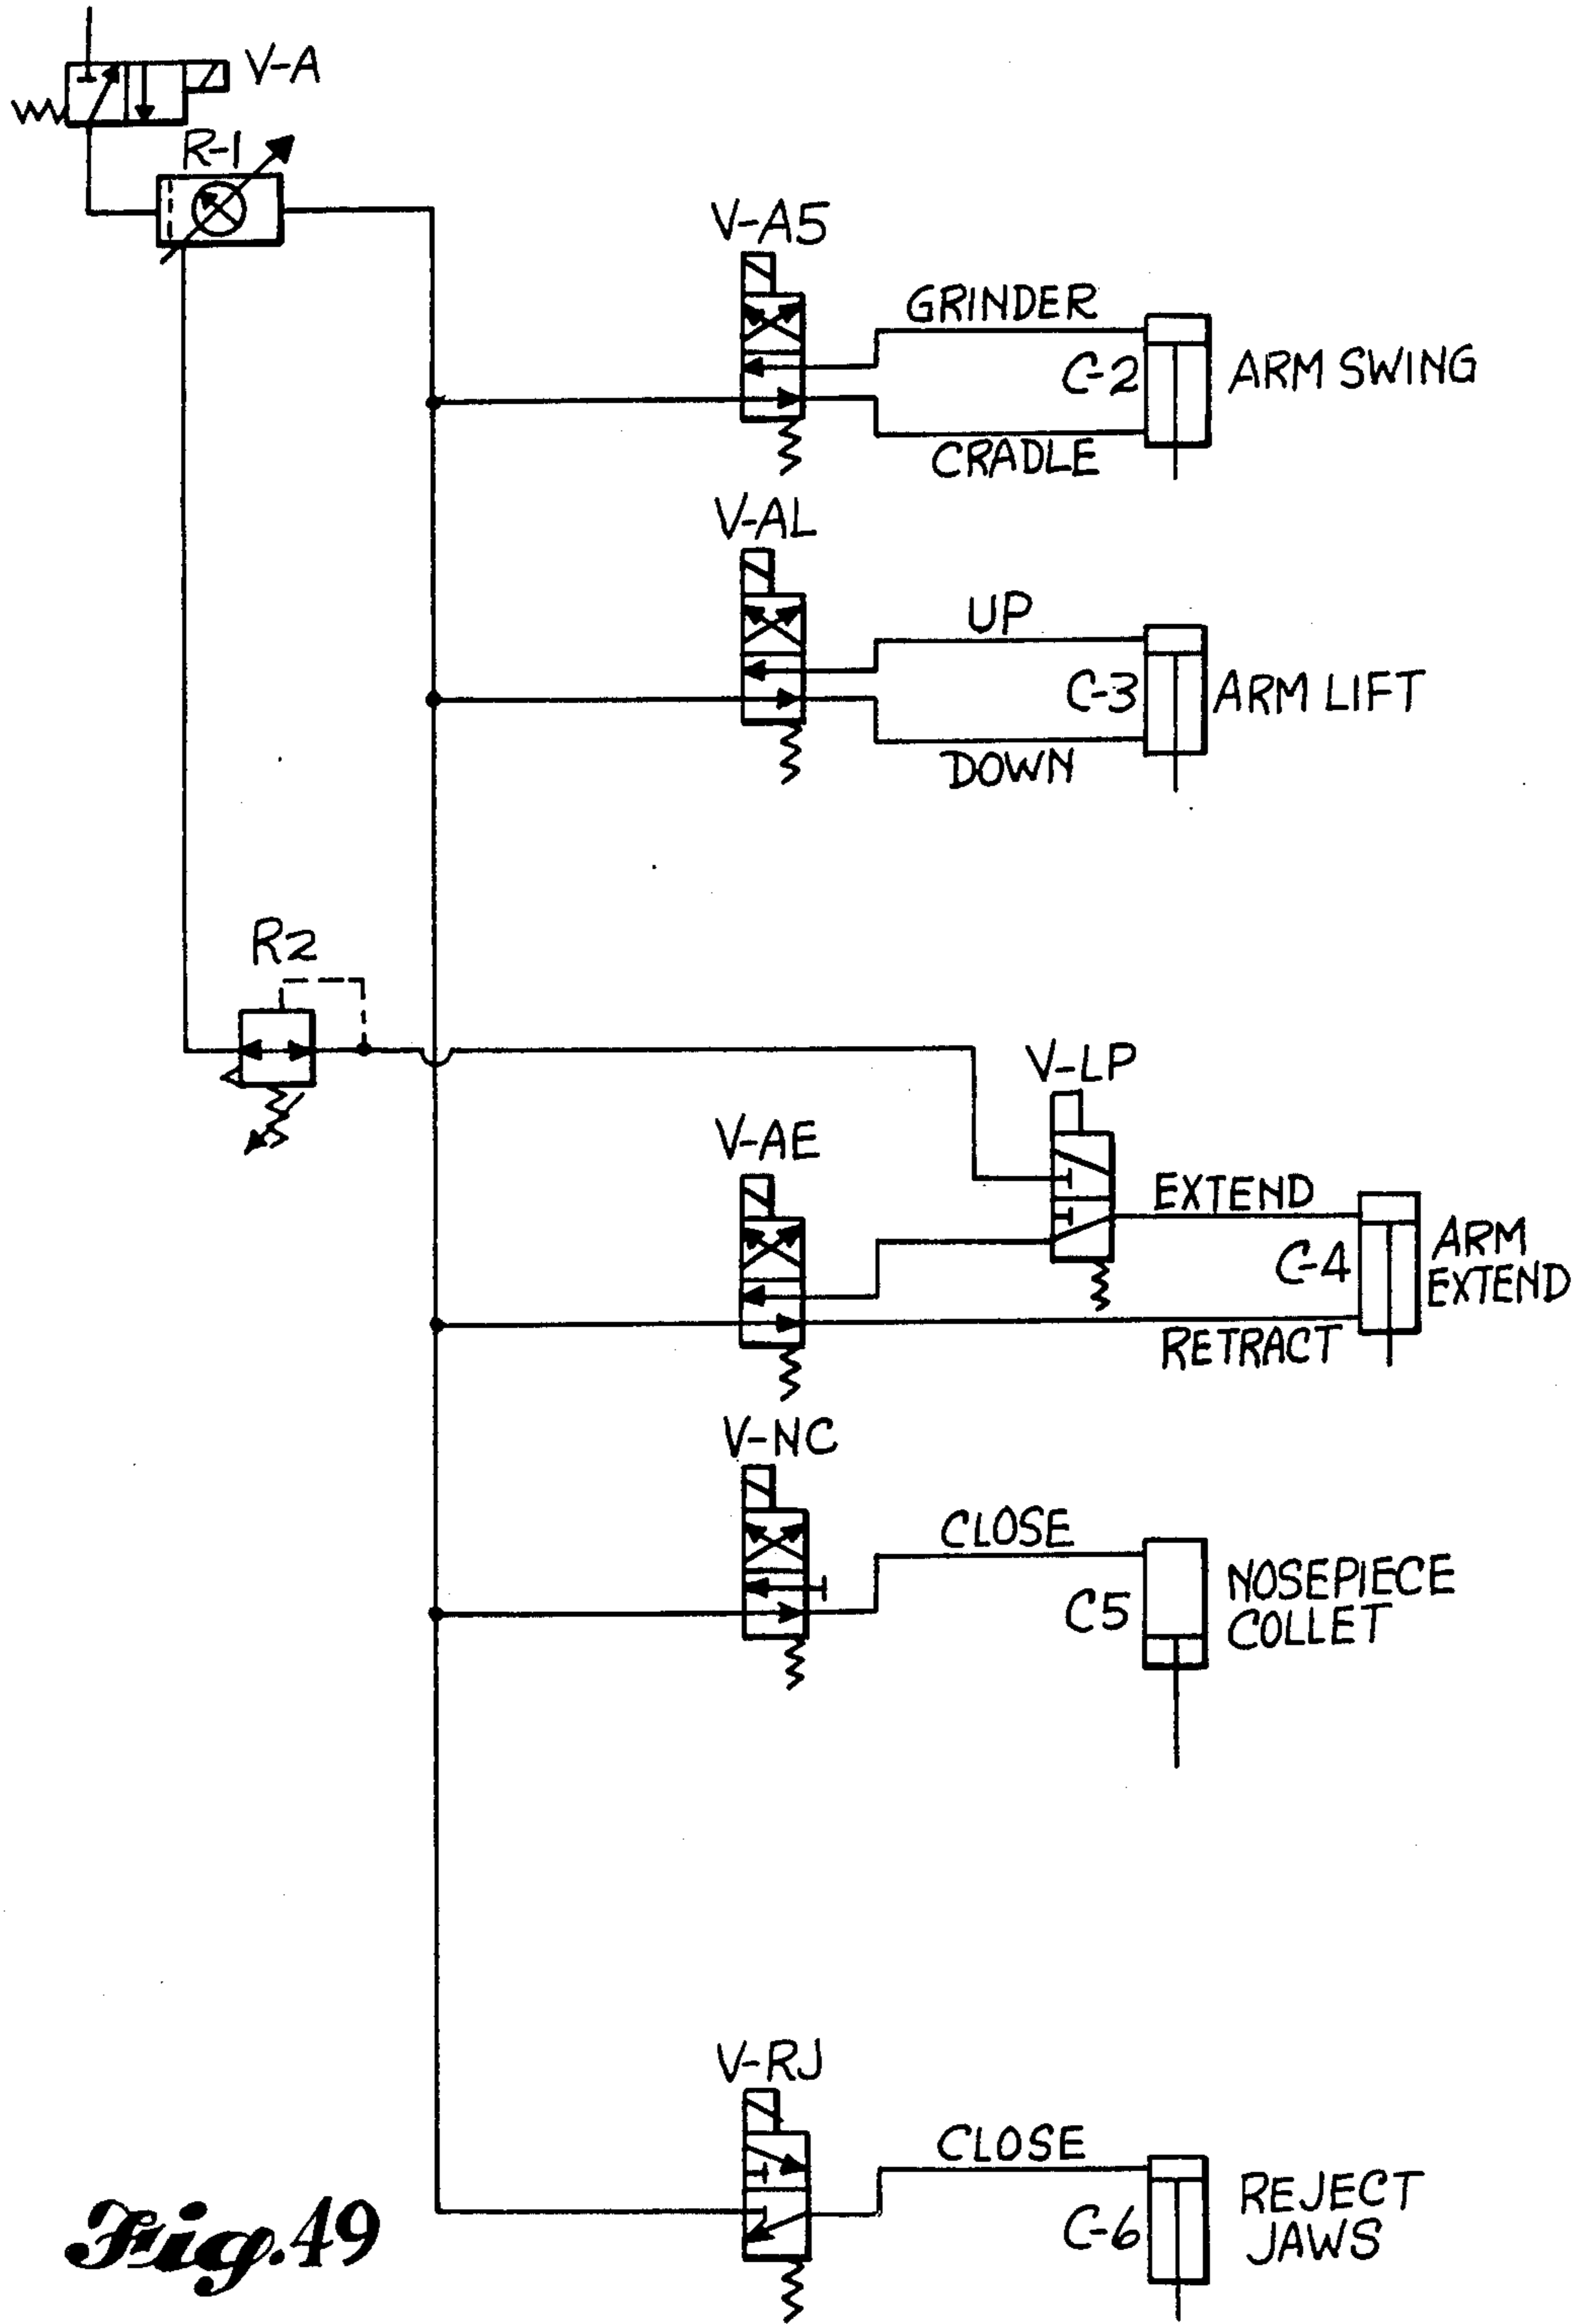 V-A
R-1
V-A5
GRINDER
C-2
ARM SWING
CRADLE
V-AL
UP
C-3
ARM LIFT
DOWN
R2
V-LP
V-AE
EXTEND
C-4
ARM
EXTEND
RETRACT
V-NC
CLOSE
C5
NOSEPIECE
COLLET
V-RJ
CLOSE
C-6
REJECT
JAWS
Fig.49